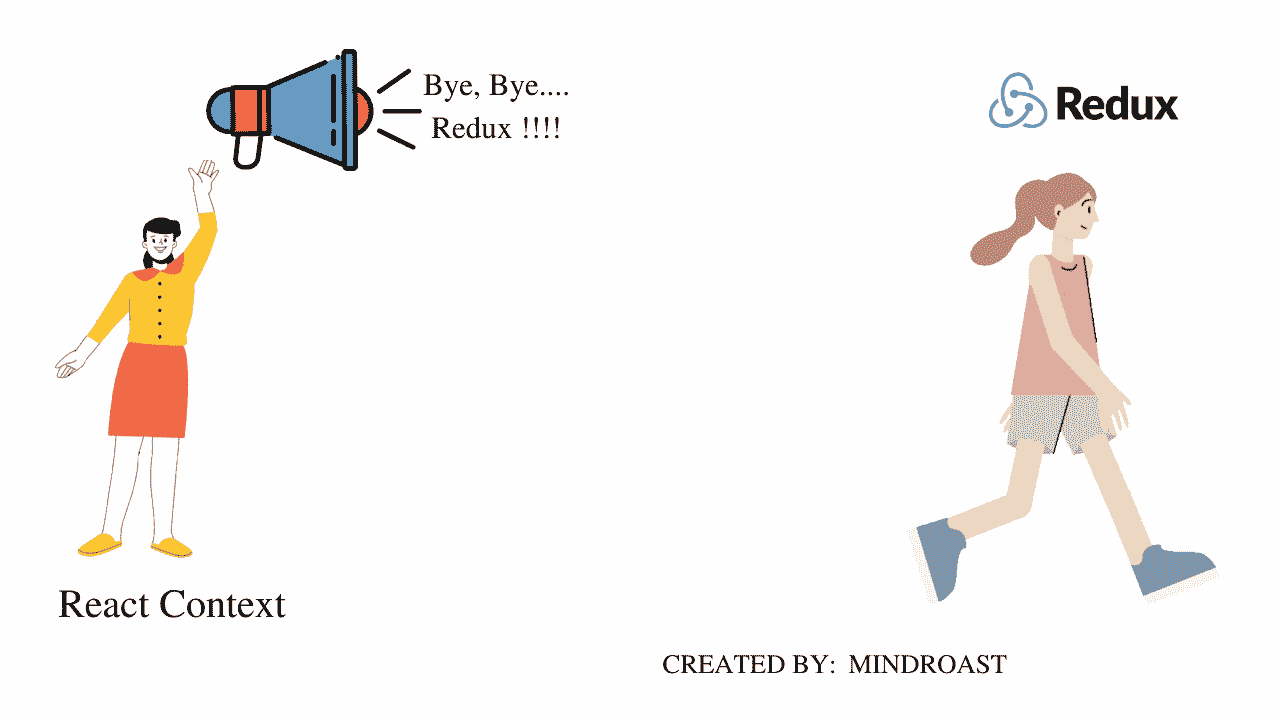 Bye, Bye....
Redux !!!!
Redux
React Context
CREATED BY:  MINDROAST